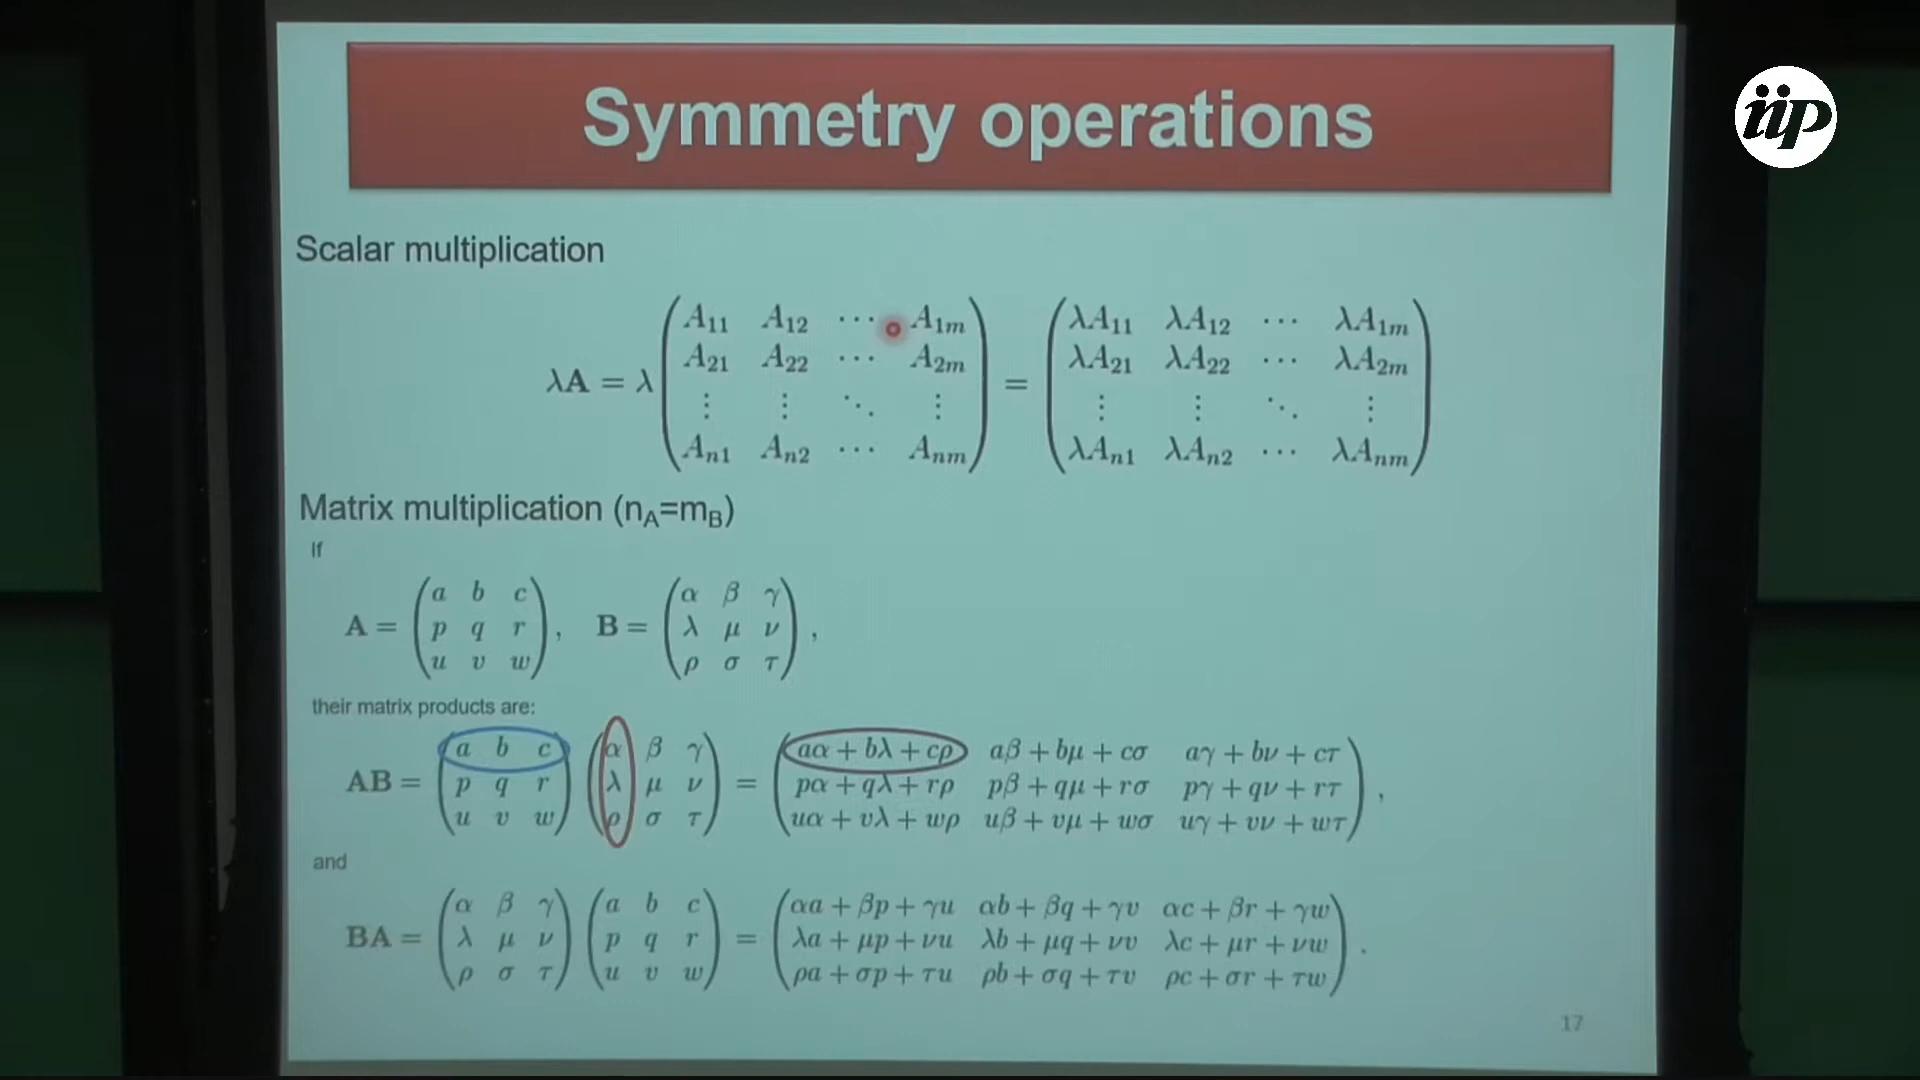 iip
Symmetry operations
Scalar multiplication
λA = λ ( A₁₁ A₁₂ ⋯ A₁ₘ ) = ( λA₁₁ λA₁₂ ⋯ λA₁ₘ )
A₂₁ A₂₂ ⋯ A₂ₘ λA₂₁ λA₂₂ ⋯ λA₂ₘ
⋮ ⋮ ⋱ ⋮ ⋮ ⋮ ⋱ ⋮
Aₙ₁ Aₙ₂ ⋯ Aₙₘ λAₙ₁ λAₙ₂ ⋯ λAₙₘ
Matrix multiplication (n_A=m_B)
If
a b c α β γ
A = ( p q r ) , B = ( λ μ ν ) ,
u v w ρ σ τ
their matrix products are:
a b c α β γ aα + bλ + cρ aβ + bμ + cσ aγ + bν + cτ
AB = ( p q r ) ( λ μ ν ) = ( pα + qλ + rρ pβ + qμ + rσ pγ + qν + rτ ) ,
u v w ρ σ τ uα + vλ + wρ uβ + vμ + wσ uγ + vν + wτ
and
α β γ a b c αa + βp + γu αb + βq + γv αc + βr + γw
BA = ( λ μ ν ) ( p q r ) = ( λa + μp + νu λb + μq + νv λc + μr + νw ) .
ρ σ τ u v w ρa + σp + τu ρb + σq + τv ρc + σr + τw
17